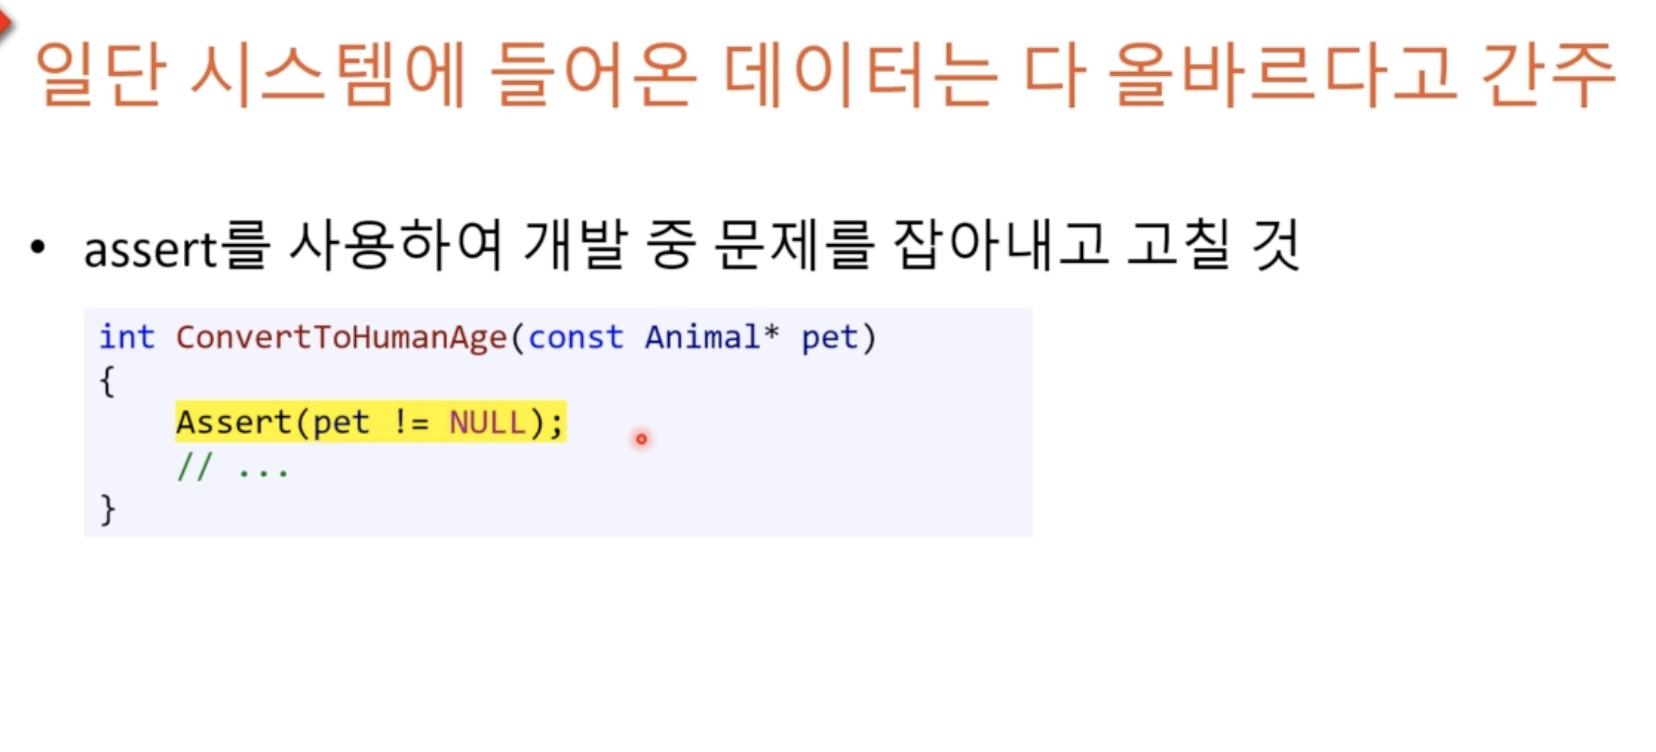 일단 시스템에 들어온 데이터는 다 올바르다고 간주
• assert를 사용하여 개발 중 문제를 잡아내고 고칠 것
int ConvertToHumanAge(const Animal* pet)
{
    Assert(pet != NULL);
    // ...
}